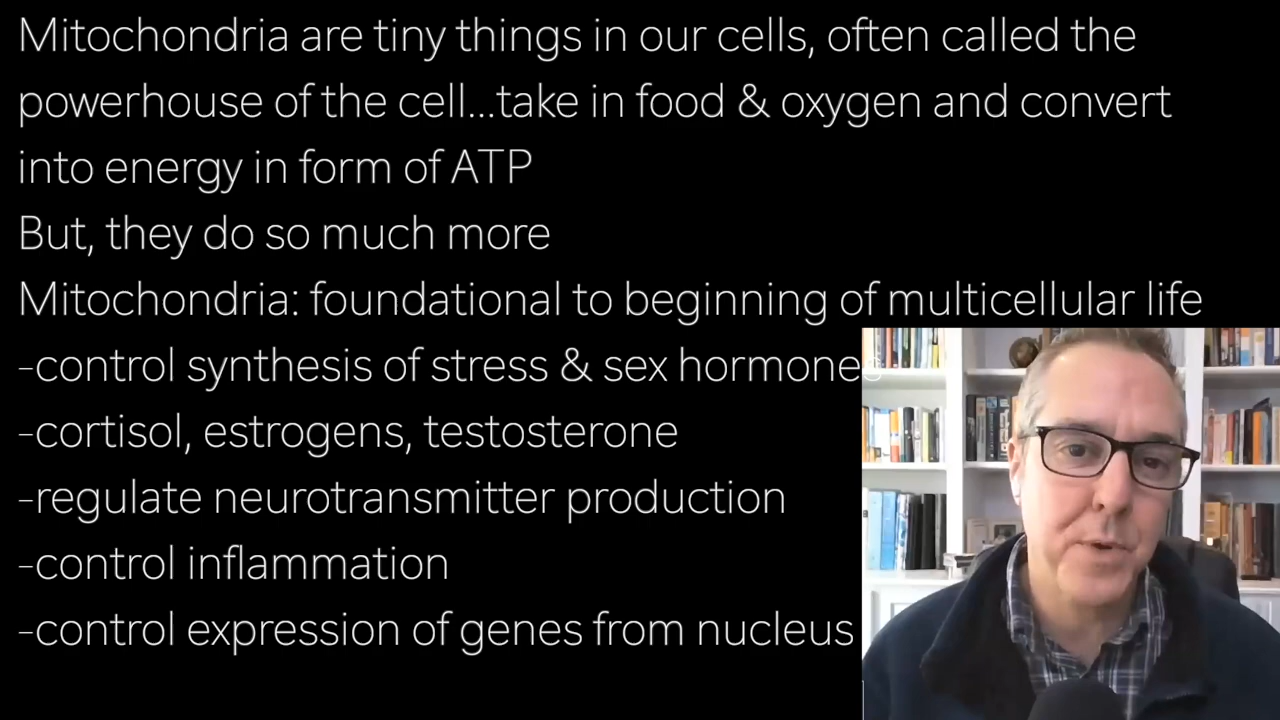 Mitochondria are tiny things in our cells, often called the
powerhouse of the cell...take in food & oxygen and convert
into energy in form of ATP
But, they do so much more
Mitochondria: foundational to beginning of multicellular life
-control synthesis of stress & sex hormones
-cortisol, estrogens, testosterone
-regulate neurotransmitter production
-control inflammation
-control expression of genes from nucleus